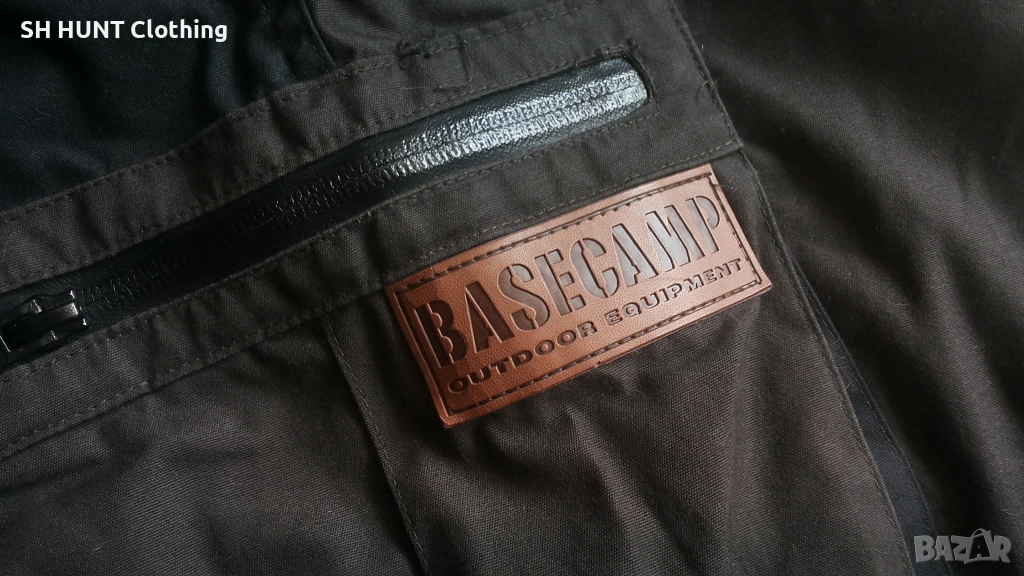 SH HUNT Clothing
BASECAMP
OUTDOOR EQUIPMENT
BAZAR